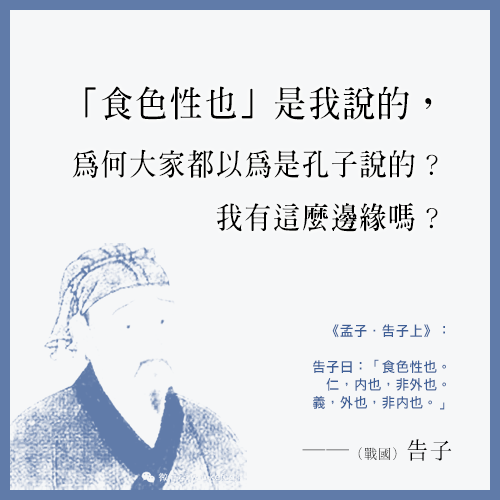 「食色性也」是我說的，
爲何大家都以爲是孔子說的？
我有這麼邊緣嗎？
《孟子．告子上》：
告子曰：「食色性也。
仁，內也，非外也。
義，外也，非內也。」
——（戰國）告子